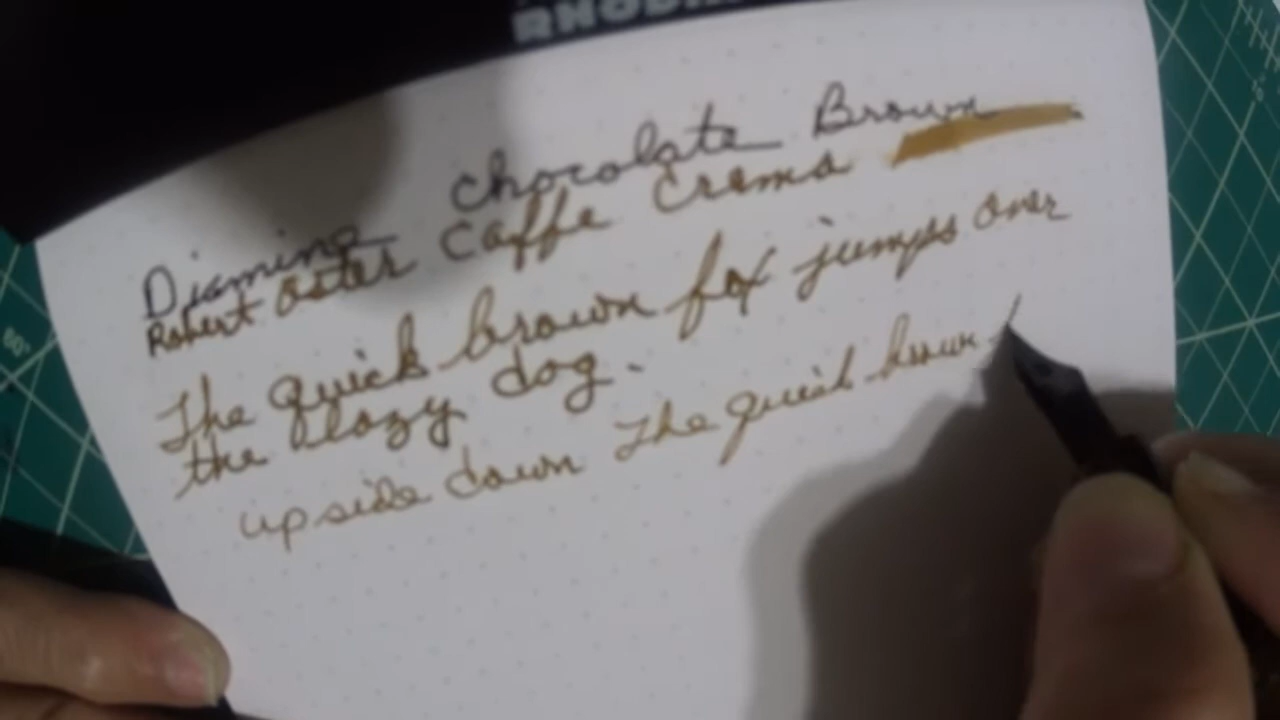 RHODIA
Diamine Chocolate Brown
Robert Oster Caffe Crema
The quick brown fox jumps over
the lazy dog.
upside down The quick brown